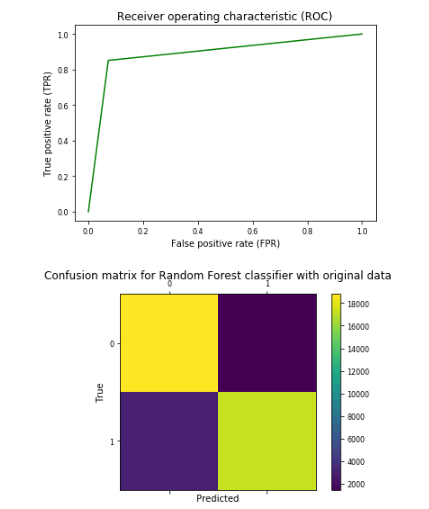 Receiver operating characteristic (ROC)
1.0
0.8
0.6
0.4
0.2
0.0
True positive rate (TPR)
0.0 0.2 0.4 0.6 0.8 1.0
False positive rate (FPR)
Confusion matrix for Random Forest classifier with original data
0 1
0
1
True
Predicted
18000
16000
14000
12000
10000
8000
6000
4000
2000